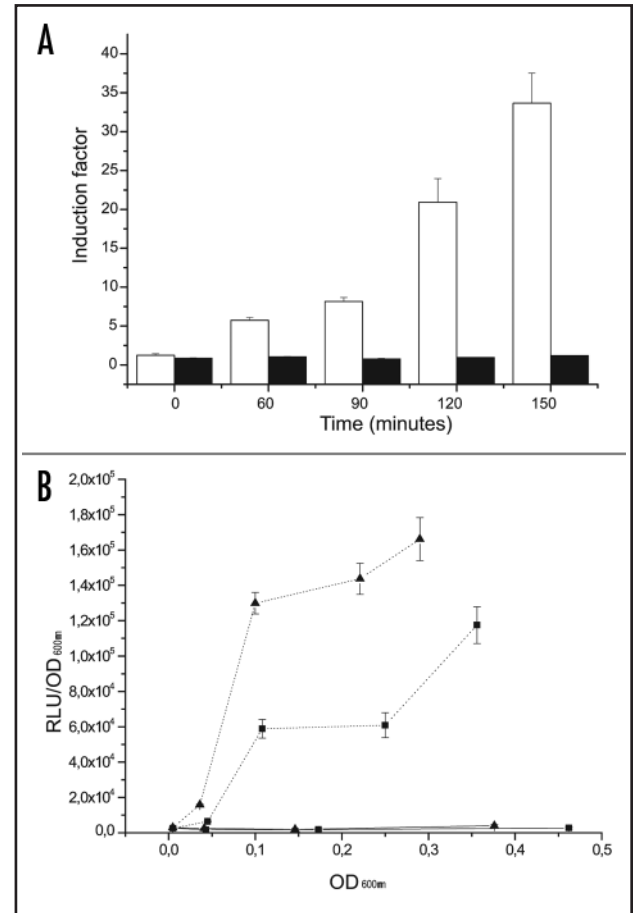 A
40
35
30
25
20
15
10
5
0
Induction factor
0 60 90 120 150
Time (minutes)
B
2,0x10⁵
1,8x10⁵
1,6x10⁵
1,4x10⁵
1,2x10⁵
1,0x10⁵
8,0x10⁴
6,0x10⁴
4,0x10⁴
2,0x10⁴
0,0
RLU/OD 600nm
0,0 0,1 0,2 0,3 0,4 0,5
OD 600nm